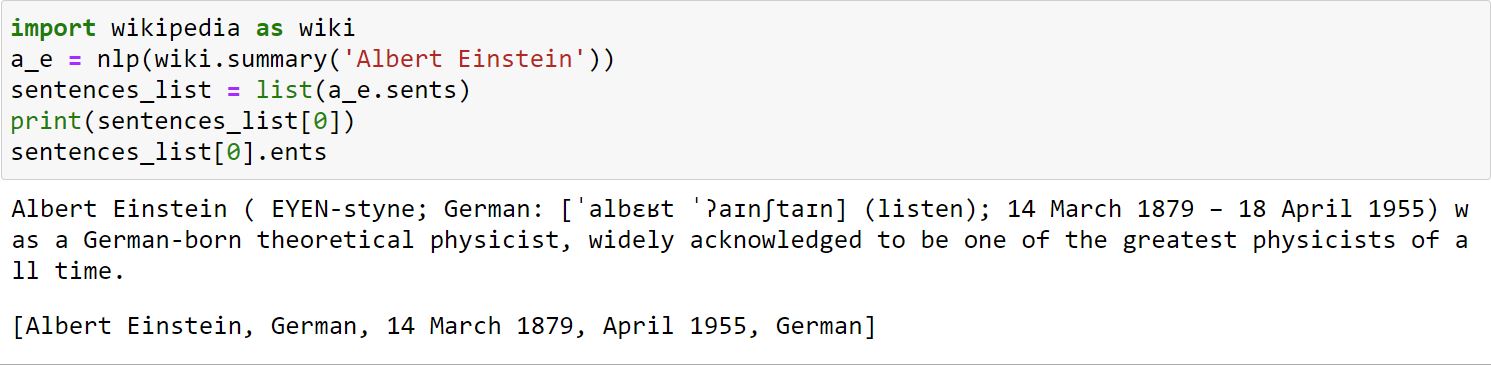 import wikipedia as wiki
a_e = nlp(wiki.summary('Albert Einstein'))
sentences_list = list(a_e.sents)
print(sentences_list[0])
sentences_list[0].ents
Albert Einstein ( EYEN-styne; German: [ˈalbɛʁt ˈʔaɪnʃtaɪn] (listen); 14 March 1879 – 18 April 1955) w
as a German-born theoretical physicist, widely acknowledged to be one of the greatest physicists of a
ll time.
[Albert Einstein, German, 14 March 1879, April 1955, German]